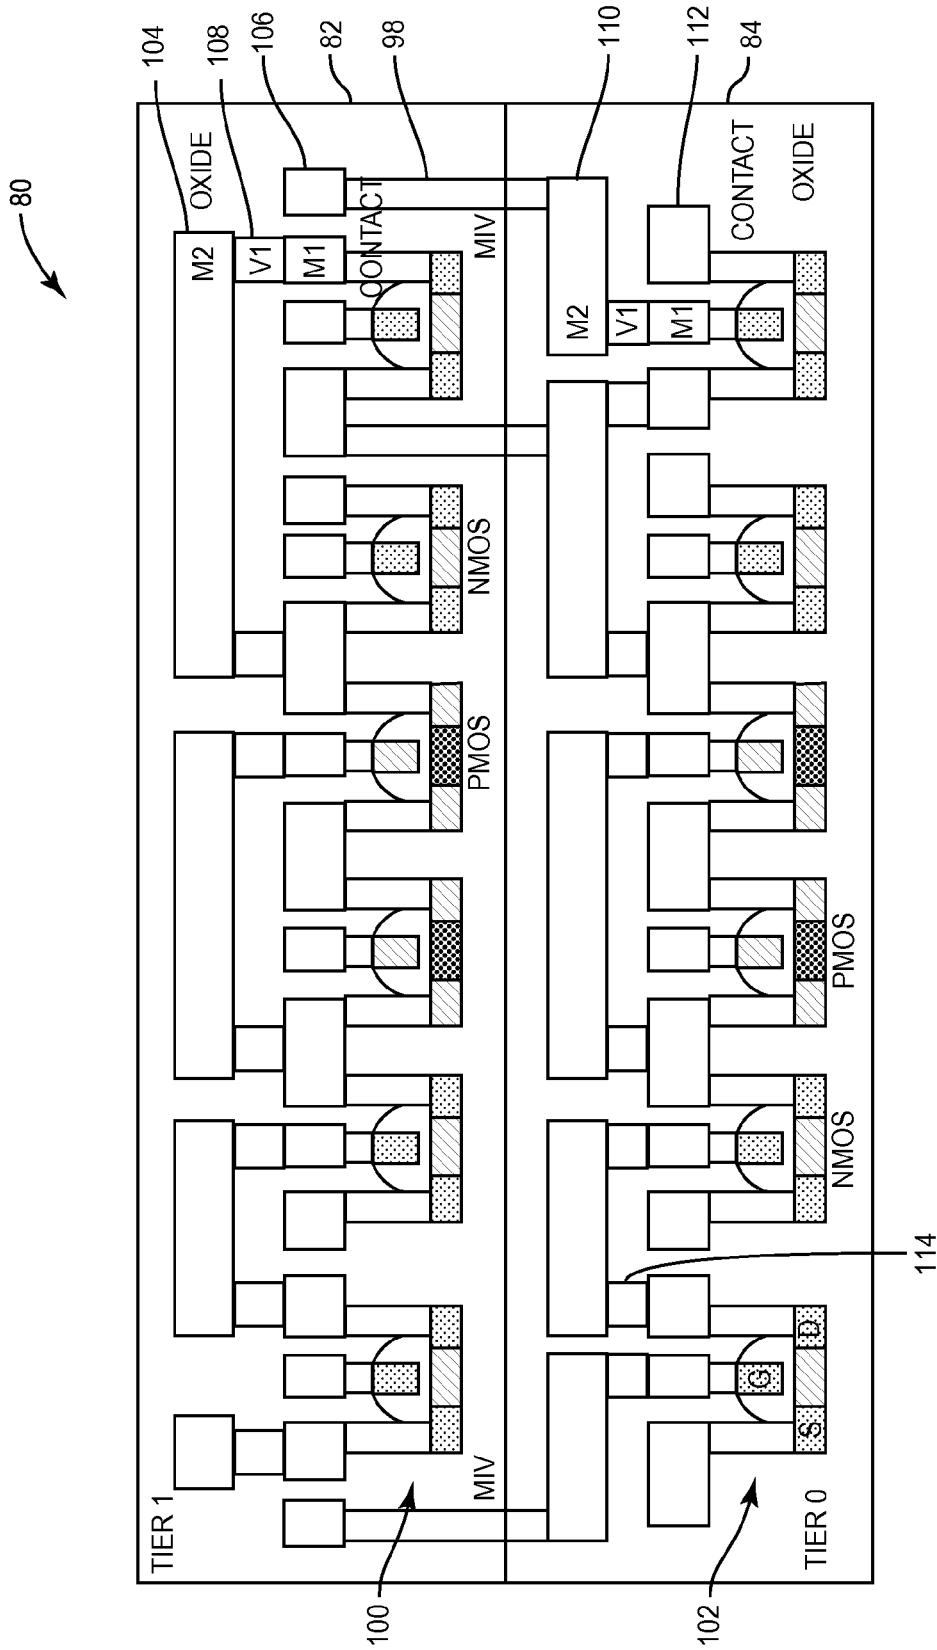 80
104
TIER 1
OXIDE
M2
108
V1
106
M1
82
CONTACT
100
98
NMOS
PMOS
MIV
MIV
M2
110
V1
M1
112
102
G
CONTACT
84
S
D
OXIDE
TIER 0
NMOS
PMOS
114